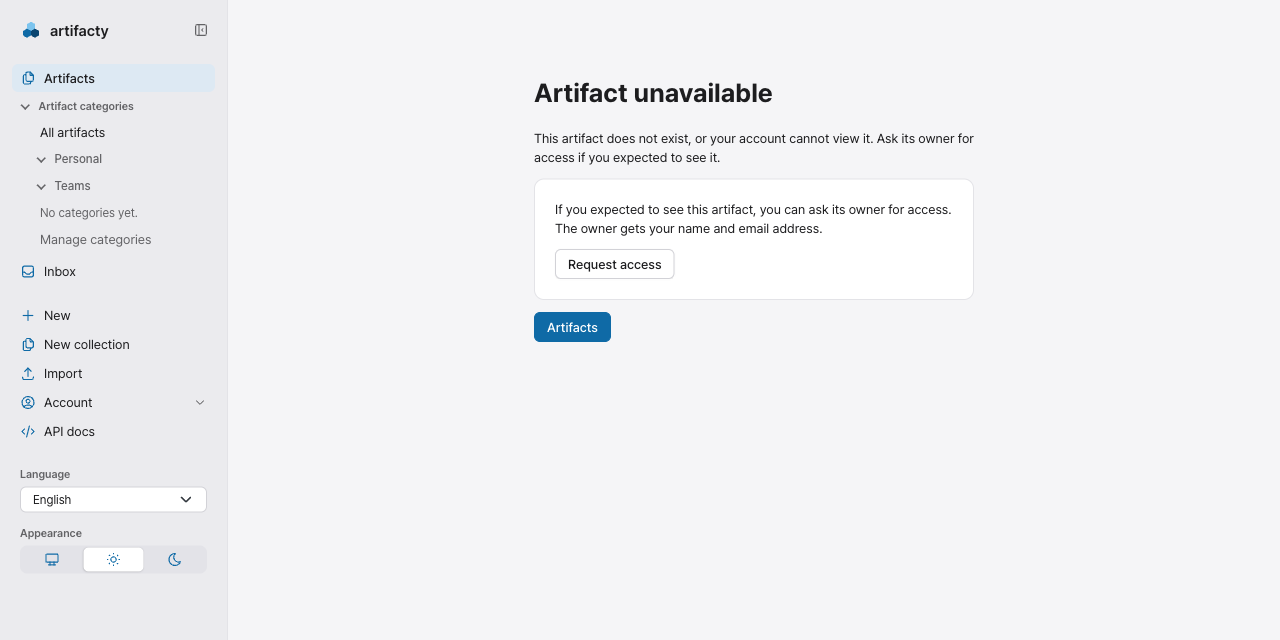 artifacty
Artifacts
Artifact categories
All artifacts
Personal
Teams
No categories yet.
Manage categories
Inbox
New
New collection
Import
Account
API docs
Language
English
Appearance
Artifact unavailable
This artifact does not exist, or your account cannot view it. Ask its owner for
access if you expected to see it.
If you expected to see this artifact, you can ask its owner for access.
The owner gets your name and email address.
Request access
Artifacts